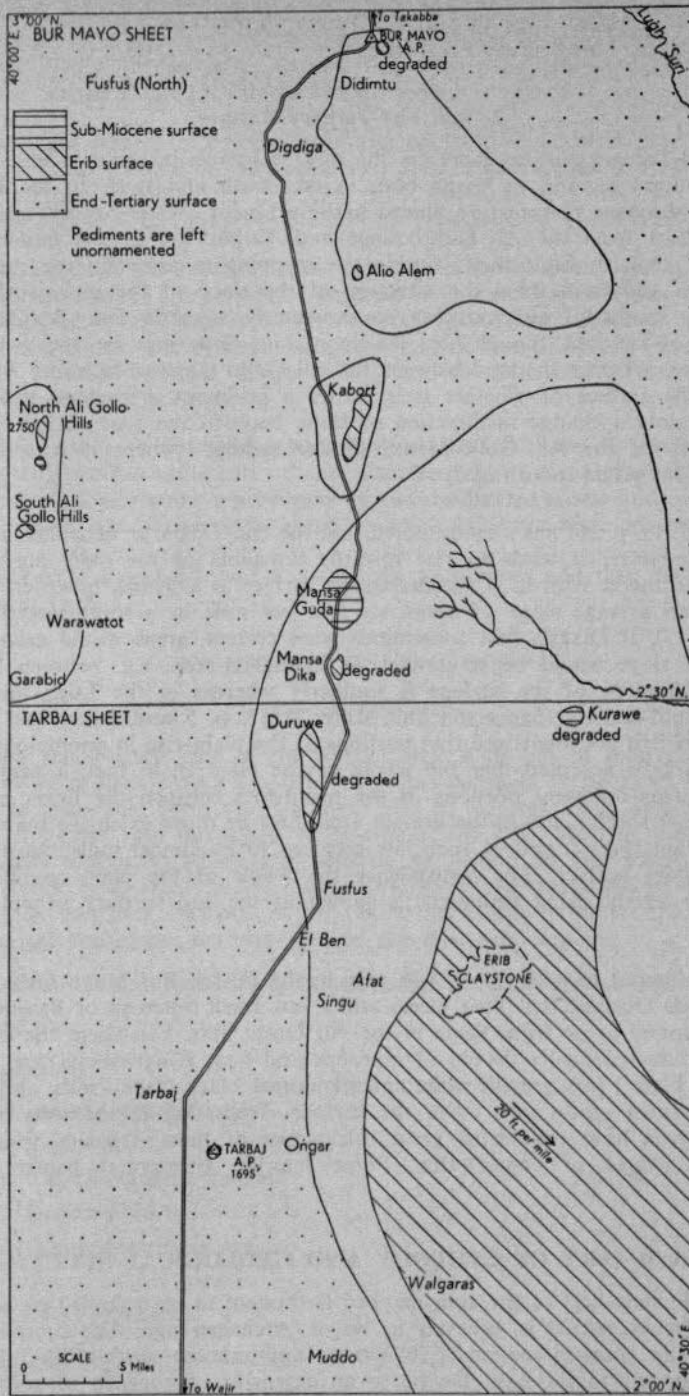 3°00' N
40°00' E
BUR MAYO SHEET
To Takabba
BUR MAYO
A.P.
degraded
Didimtu
Fusfus (North)
Sub-Miocene surface
Erib surface
End-Tertiary surface
Pediments are left
unornamented
Digdiga
Alio Alem
Kabort
North Ali Gollo
Hills
2750'
South Ali
Gollo Hills
Mansa
Guda
Warawatot
Mansa
Dika
degraded
Garabid
2°30' N
TARBAJ SHEET
Kurawe
degraded
Duruwe
degraded
Fusfus
El Ben
Afat
Singu
ERIB
CLAYSTONE
Tarbaj
20 ft. per mile
TARBAJ
A.P.
1695'
Ongar
Walgaras
Muddo
SCALE
0 5 Miles
To Wajir
40°30' E
2°00' N